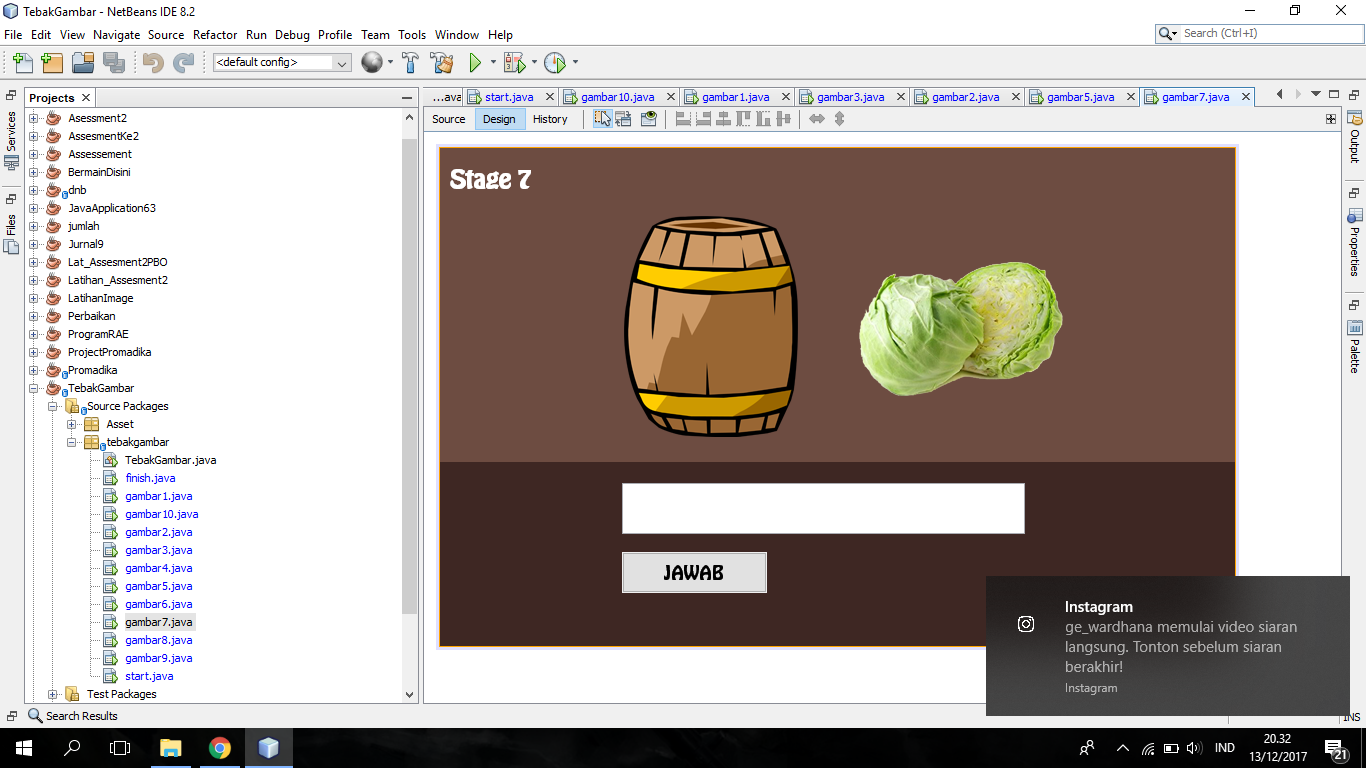 TebakGambar - NetBeans IDE 8.2
File Edit View Navigate Source Refactor Run Debug Profile Team Tools Window Help
Search (Ctrl+I)
<default config>
Projects
...ava start.java gambar10.java gambar1.java gambar3.java gambar2.java gambar5.java gambar7.java
Source Design History
Services
Files
Output
Properties
Palette
Asessment2
AssesmentKe2
Assessement
BermainDisini
dnb
JavaApplication63
jumlah
Jurnal9
Lat_Assesment2PBO
Latihan_Assesment2
LatihanImage
Perbaikan
ProgramRAE
ProjectPromadika
Promadika
TebakGambar
Source Packages
Asset
tebakgambar
TebakGambar.java
finish.java
gambar1.java
gambar10.java
gambar2.java
gambar3.java
gambar4.java
gambar5.java
gambar6.java
gambar7.java
gambar8.java
gambar9.java
start.java
Test Packages
Stage 7
JAWAB
Instagram
ge_wardhana memulai video siaran
langsung. Tonton sebelum siaran
berakhir!
Instagram
Search Results
INS
IND
20.32
13/12/2017
21